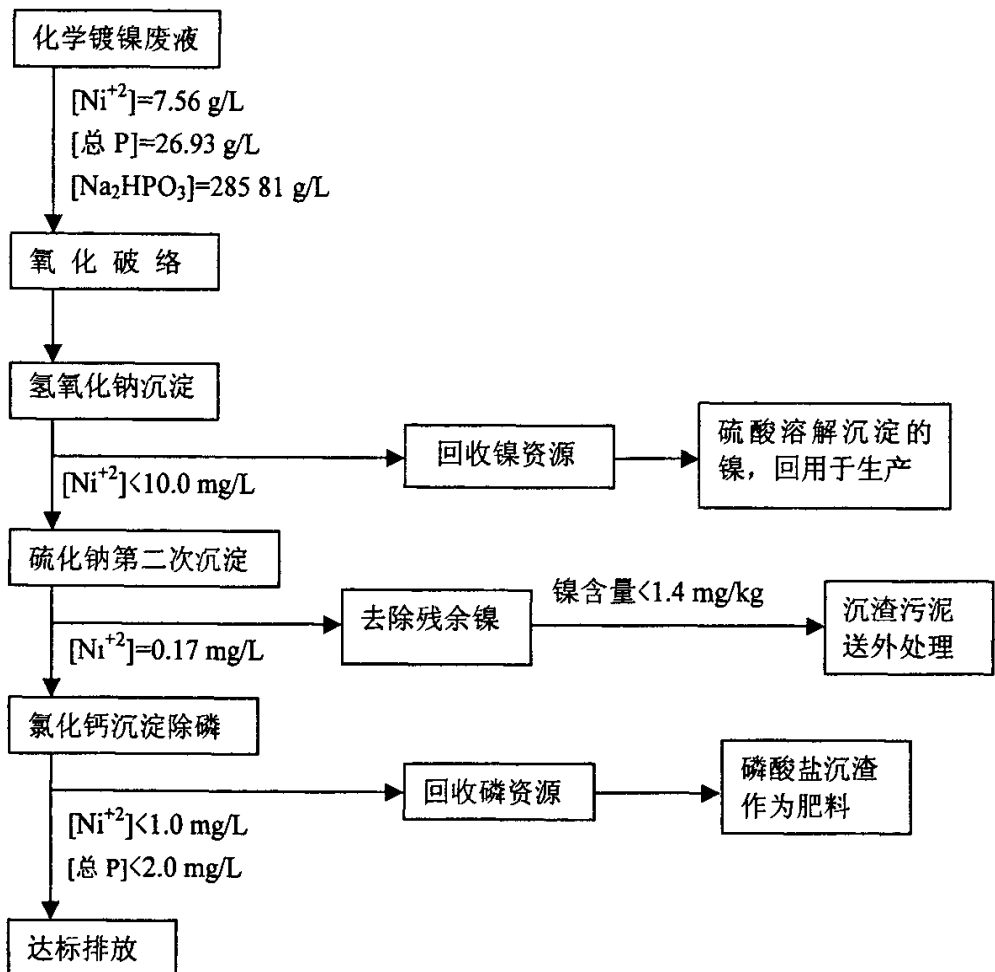 化学镀镍废液
[Ni+2]=7.56 g/L
[总 P]=26.93 g/L
[Na2HPO3]=285 81 g/L
氧 化 破 络
氢氧化钠沉淀
回收镍资源
硫酸溶解沉淀的
镍，回用于生产
[Ni+2]<10.0 mg/L
硫化钠第二次沉淀
去除残余镍
镍含量<1.4 mg/kg
沉渣污泥
送外处理
[Ni+2]=0.17 mg/L
氯化钙沉淀除磷
回收磷资源
磷酸盐沉渣
作为肥料
[Ni+2]<1.0 mg/L
[总 P]<2.0 mg/L
达标排放